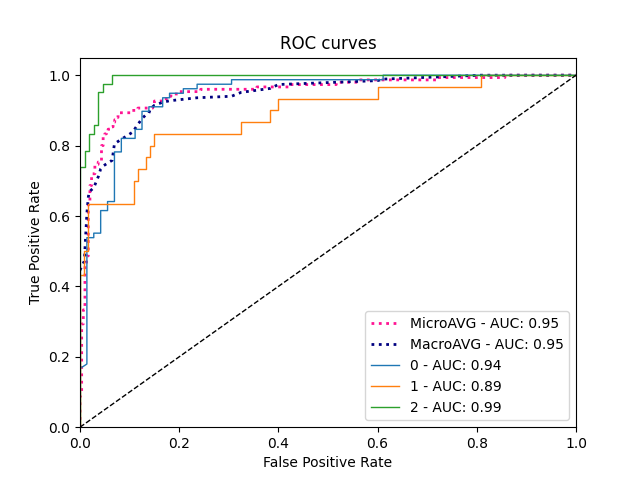 ROC curves
True Positive Rate
1.0
0.8
0.6
0.4
0.2
0.0
MicroAVG - AUC: 0.95
MacroAVG - AUC: 0.95
0 - AUC: 0.94
1 - AUC: 0.89
2 - AUC: 0.99
0.0 0.2 0.4 0.6 0.8 1.0
False Positive Rate